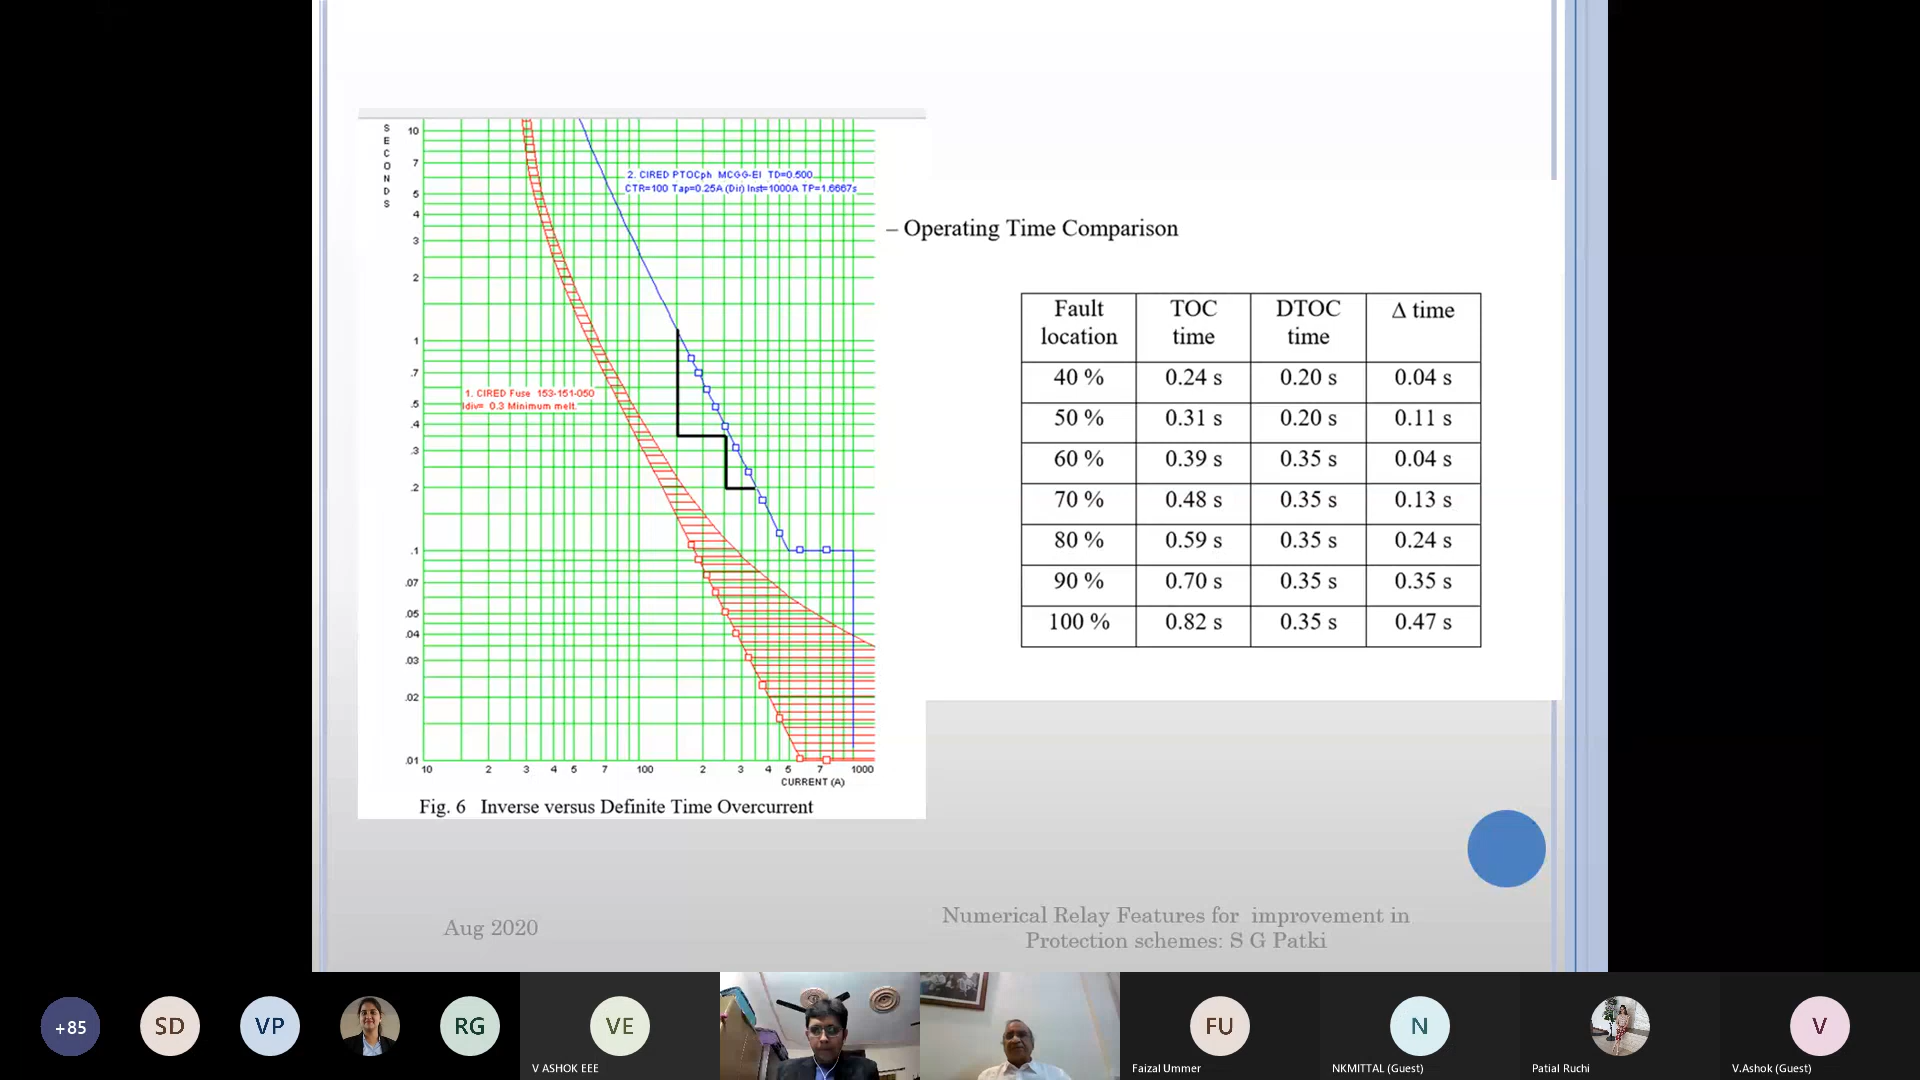 SECONDS
10
7
5
4
3
2
1
.7
.5
.4
.3
.2
.1
.07
.05
.04
.03
.02
.01
2. CIRED PTOCph MCGG-EI TD=0.500
CTR=100 Tap=0.25A (Dir) Inst=1000A TP=1.6667s
1. CIRED Fuse 153-151-050
Idiv= 0.3 Minimum melt.
10 2 3 4 5 7 100 2 3 4 5 7 1000
CURRENT (A)
Fig. 6 Inverse versus Definite Time Overcurrent
– Operating Time Comparison
Fault location TOC time DTOC time Δ time
40 % 0.24 s 0.20 s 0.04 s
50 % 0.31 s 0.20 s 0.11 s
60 % 0.39 s 0.35 s 0.04 s
70 % 0.48 s 0.35 s 0.13 s
80 % 0.59 s 0.35 s 0.24 s
90 % 0.70 s 0.35 s 0.35 s
100 % 0.82 s 0.35 s 0.47 s
Aug 2020
Numerical Relay Features for improvement in
Protection schemes: S G Patki
+85 SD VP RG VE FU N V
V ASHOK EEE Faizal Ummer NKMITTAL (Guest) Patial Ruchi V.Ashok (Guest)